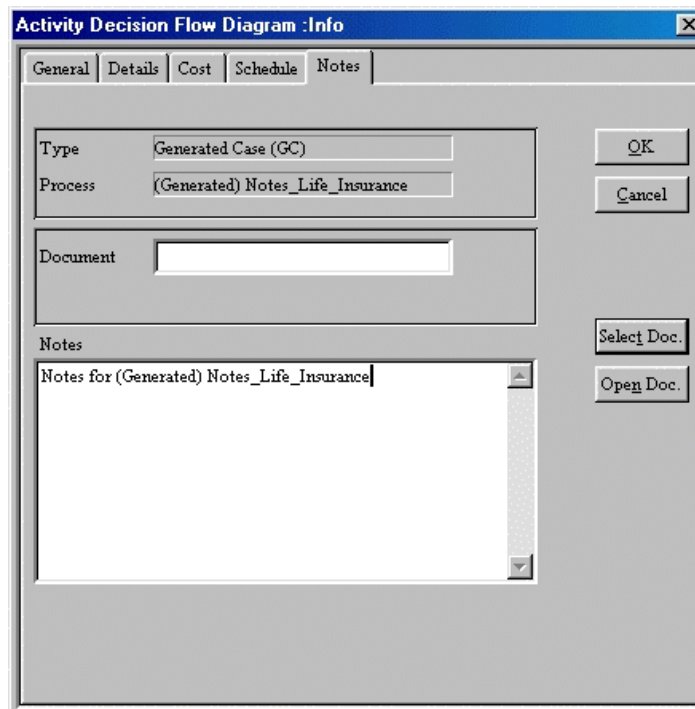 Activity Decision Flow Diagram :Info
General Details Cost Schedule Notes
Type Generated Case (GC)
OK
Process (Generated) Notes_Life_Insurance
Cancel
Document
Select Doc.
Notes
Notes for (Generated) Notes_Life_Insurance
Open Doc.